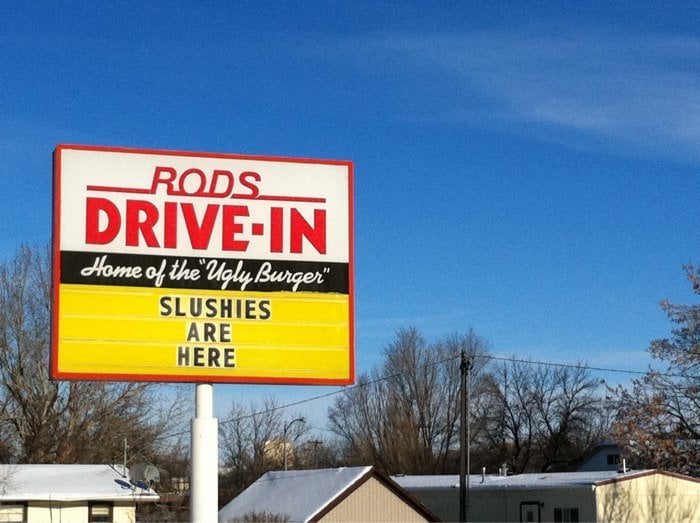 RODS
DRIVE-IN
Home of the "Ugly Burger"
SLUSHIES
ARE
HERE